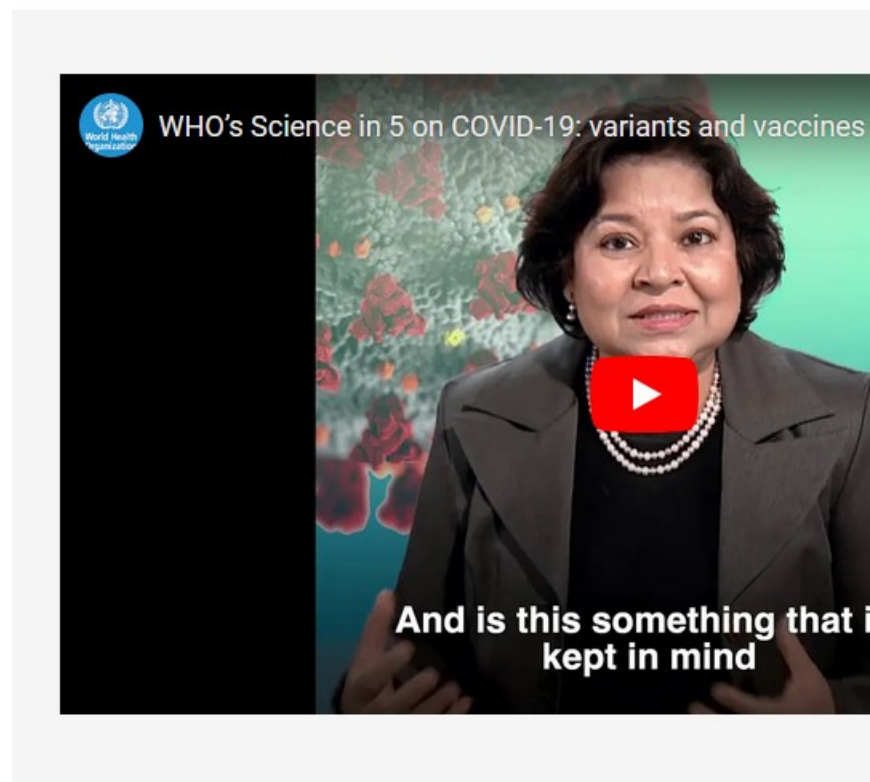 World Health
Organization
WHO’s Science in 5 on COVID-19: variants and vaccines
And is this something that i
kept in mind